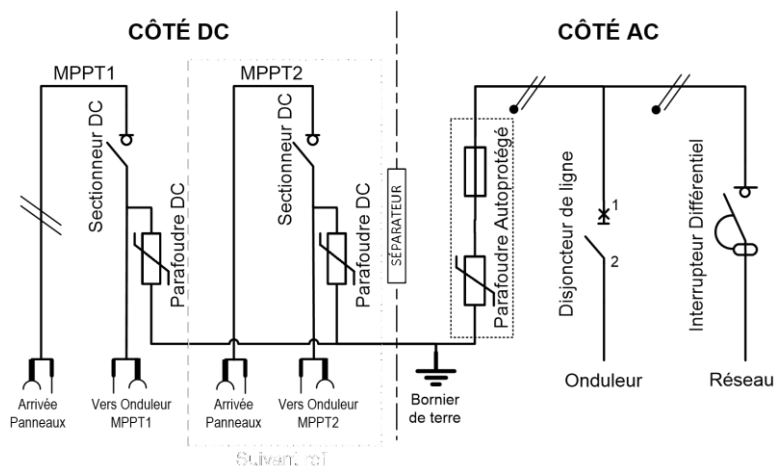 CÔTÉ DC
CÔTÉ AC
MPPT1
MPPT2
Sectionneur DC
Parafoudre DC
Sectionneur DC
Parafoudre DC
SÉPARATEUR
Parafoudre Autoprotégé
Disjoncteur de ligne
1
2
Interrupteur Différentiel
Arrivée
Panneaux
Vers Onduleur
MPPT1
Arrivée
Panneaux
Vers Onduleur
MPPT2
Bornier
de terre
Onduleur
Réseau
Suivant